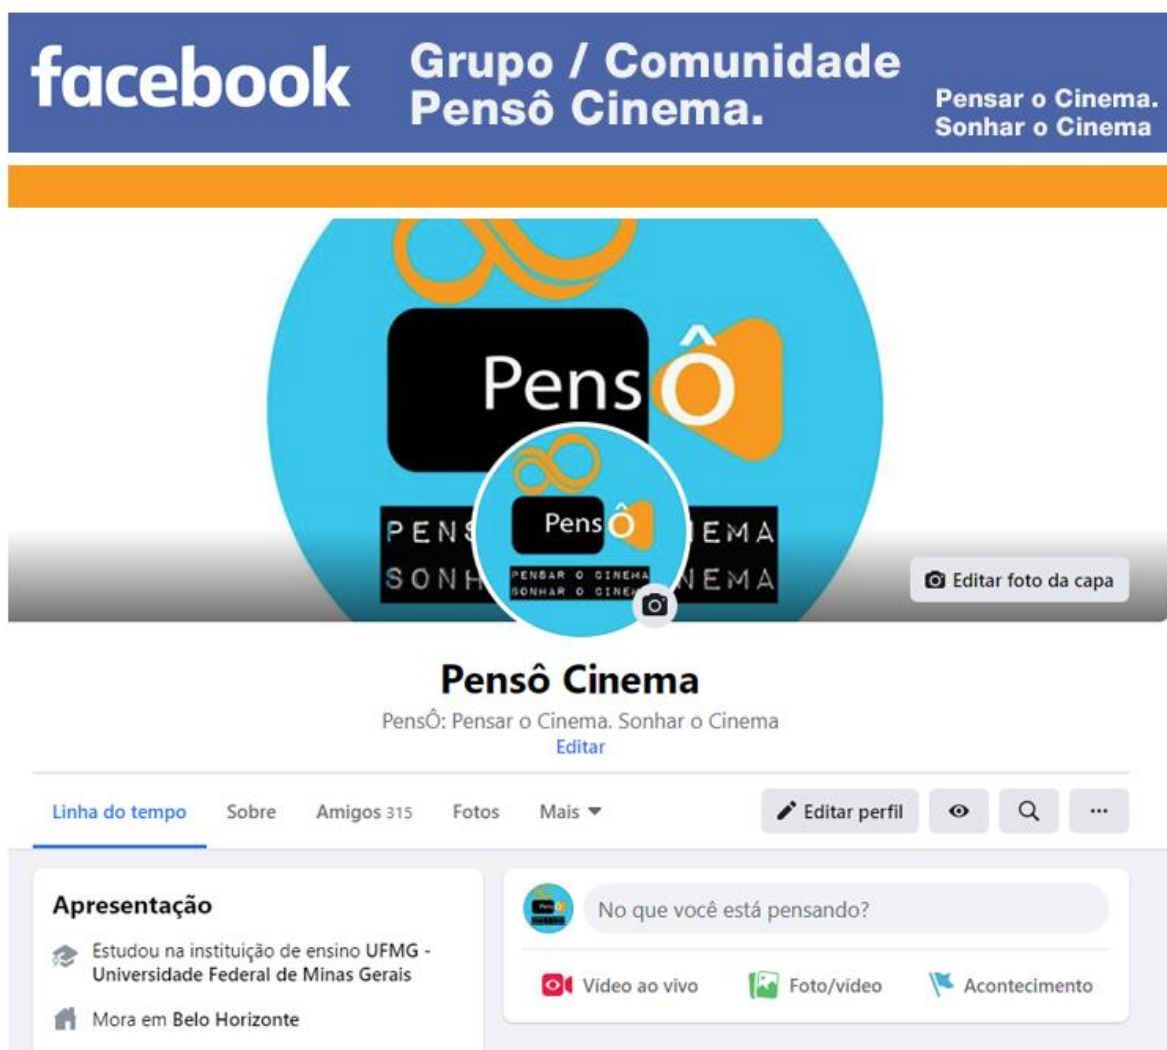 facebook
Grupo / Comunidade
Pensô Cinema.
Pensar o Cinema.
Sonhar o Cinema
PensÔ
PENS
EMA
SONH
NEMA
PensÔ
PENSAR O CINEMA
SONHAR O CINEM
Editar foto da capa
Pensô Cinema
PensÔ: Pensar o Cinema. Sonhar o Cinema
Editar
Linha do tempo Sobre Amigos 315 Fotos Mais Editar perfil
Apresentação
Estudou na instituição de ensino UFMG -
Universidade Federal de Minas Gerais
Mora em Belo Horizonte
No que você está pensando?
Vídeo ao vivo Foto/vídeo Acontecimento